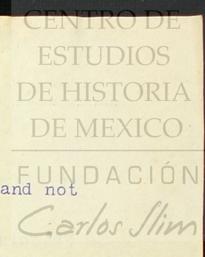 CENTRO DE
ESTUDIOS
DE HISTORIA
DE MEXICO
FUNDACIÓN
and not
Carlos Slim